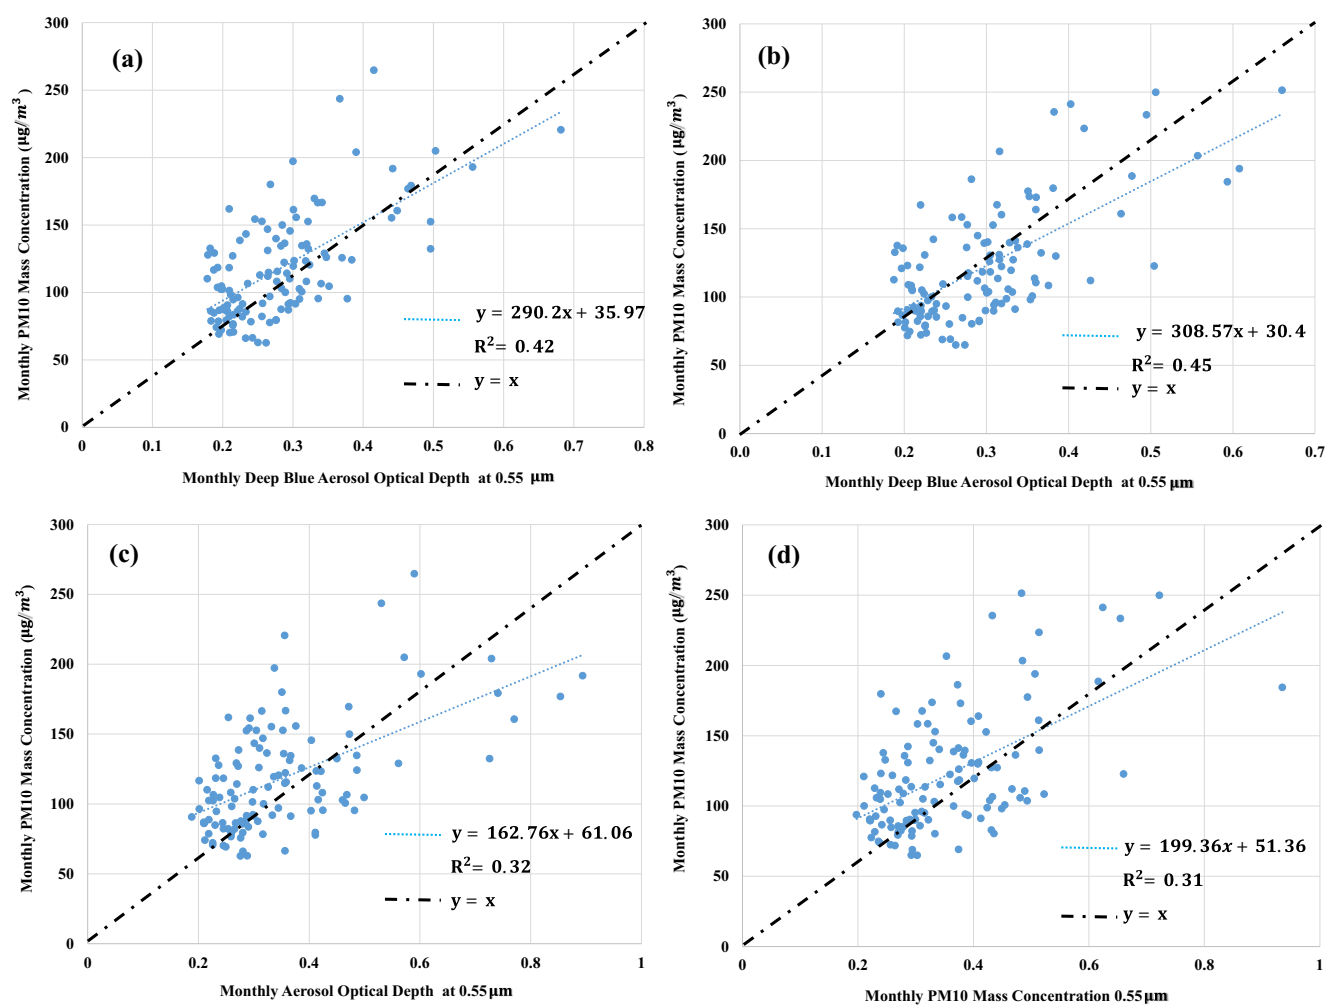 (a)
Monthly PM10 Mass Concentration (μg/m³)
300
250
200
150
100
50
0
y = 290.2x + 35.97
R²= 0.42
y = x
0 0.1 0.2 0.3 0.4 0.5 0.6 0.7 0.8
Monthly Deep Blue Aerosol Optical Depth at 0.55 μm
(b)
Monthly PM10 Mass Concentration (μg/m³)
300
250
200
150
100
50
0
y = 308.57x + 30.4
R²= 0.45
y = x
0.0 0.1 0.2 0.3 0.4 0.5 0.6 0.7
Monthly Deep Blue Aerosol Optical Depth at 0.55 μm
(c)
Monthly PM10 Mass Concentration (μg/m³)
300
250
200
150
100
50
0
y = 162.76x + 61.06
R²= 0.32
y = x
0 0.2 0.4 0.6 0.8 1
Monthly Aerosol Optical Depth at 0.55 μm
(d)
Monthly PM10 Mass Concentration (μg/m³)
300
250
200
150
100
50
0
y = 199.36x + 51.36
R²= 0.31
y = x
0 0.2 0.4 0.6 0.8 1
Monthly PM10 Mass Concentration 0.55 μm